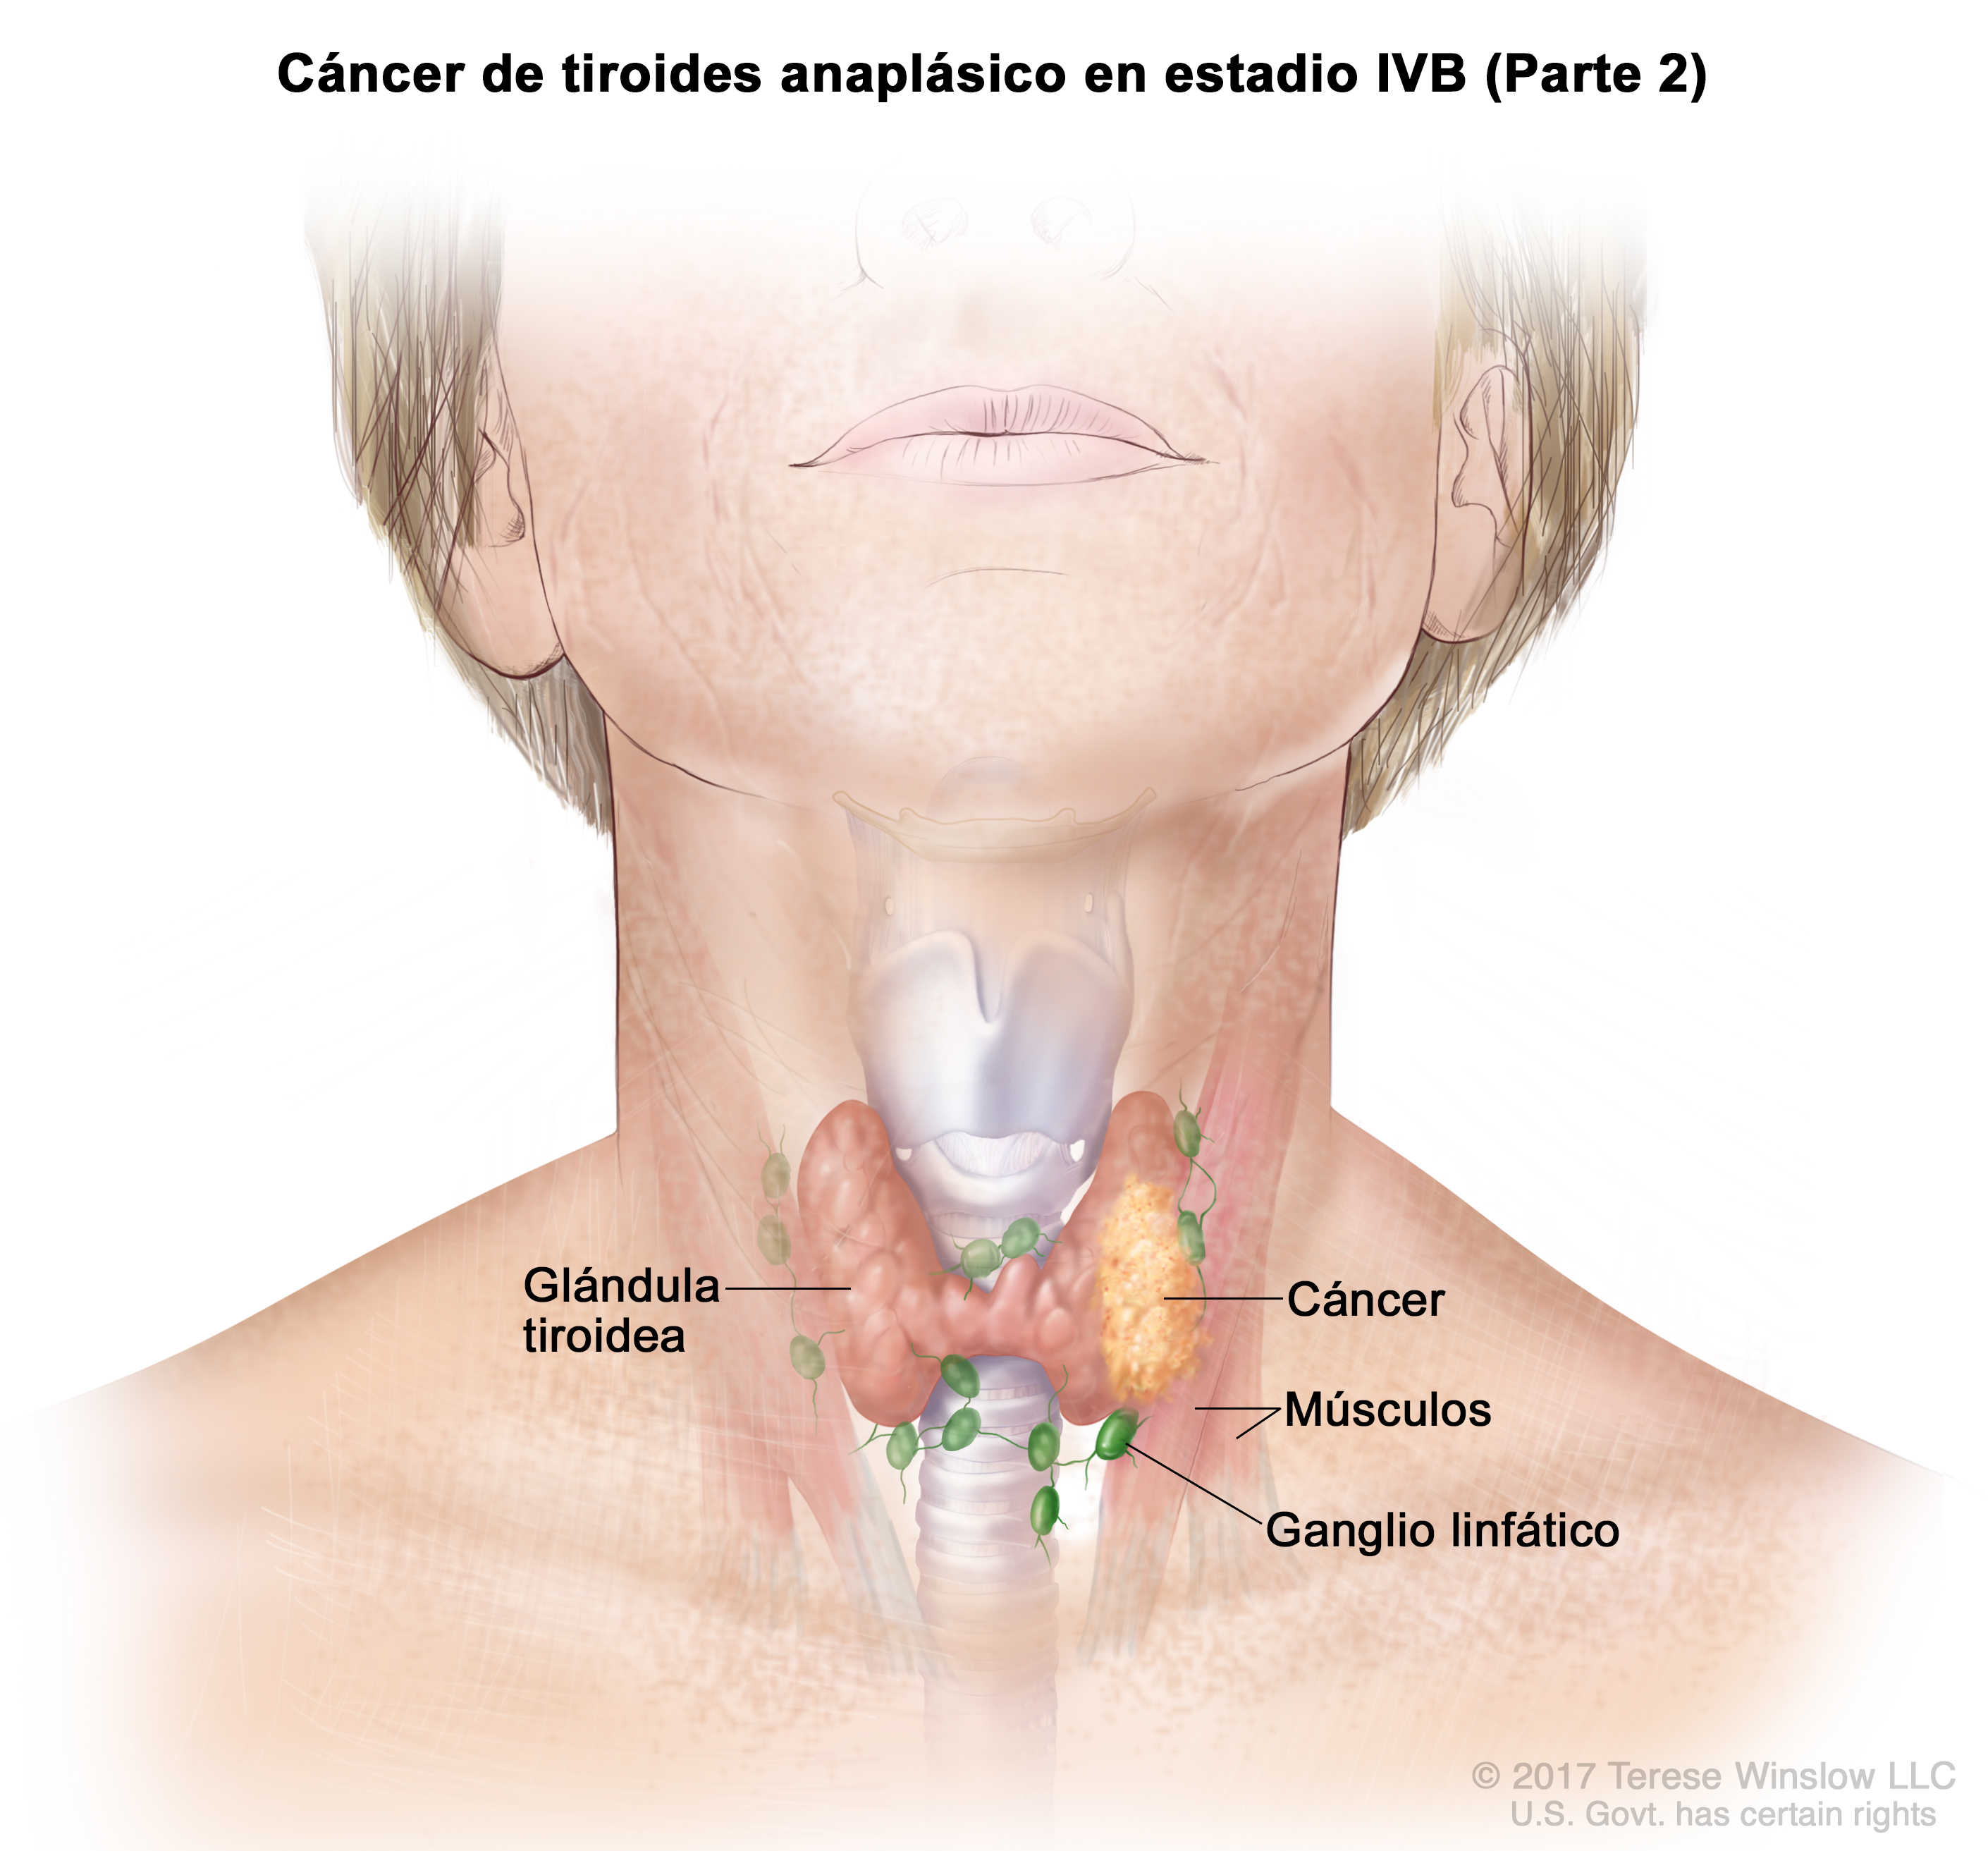 Cáncer de tiroides anaplásico en estadio IVB (Parte 2)
Glándula
tiroidea
Cáncer
Músculos
Ganglio linfático
© 2017 Terese Winslow LLC
U.S. Govt. has certain rights